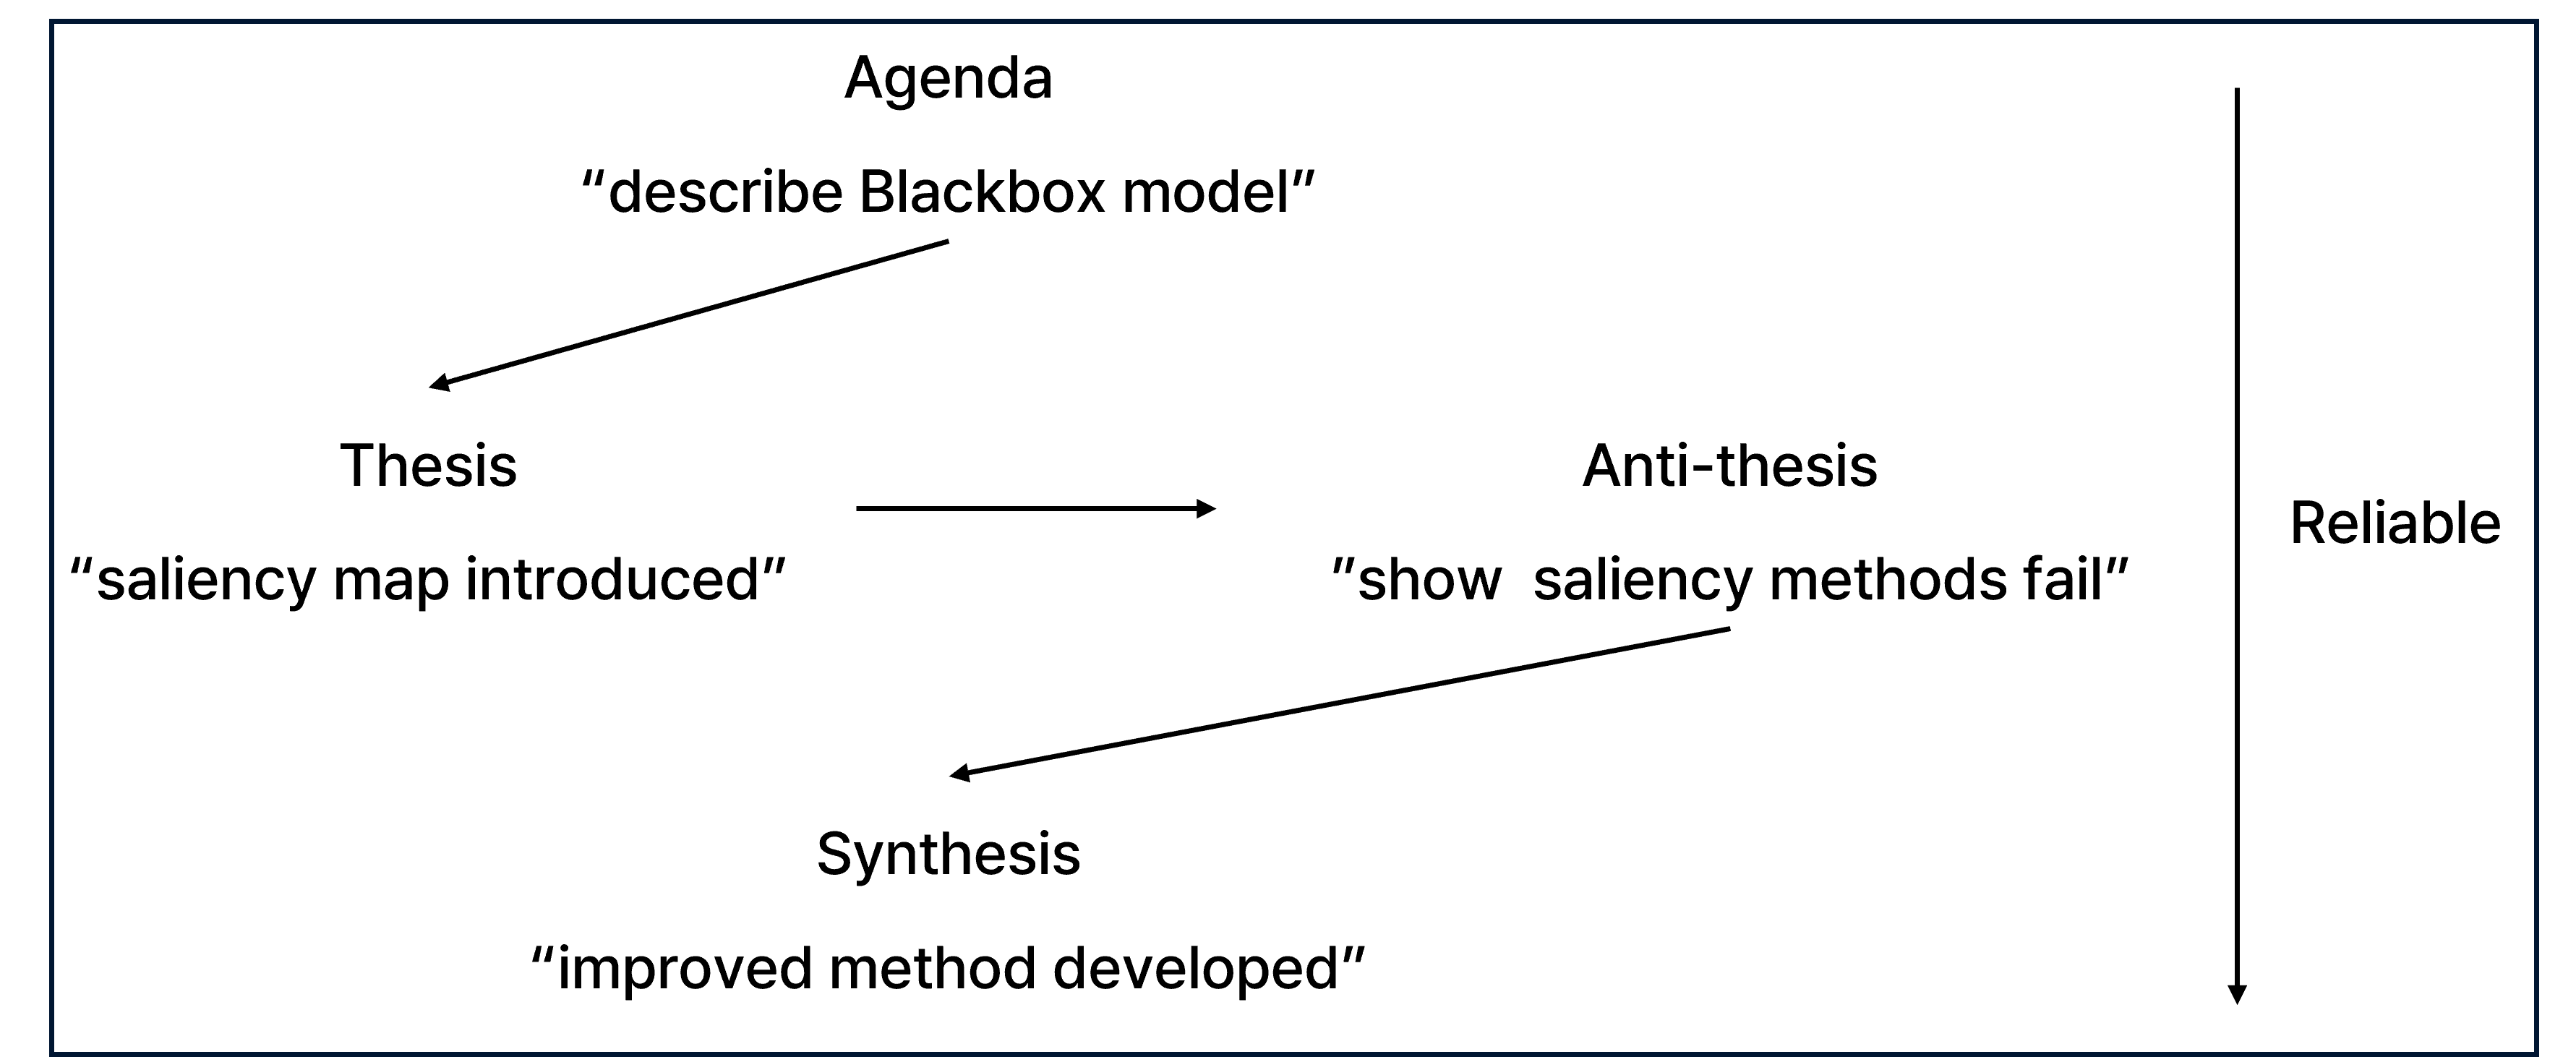 Agenda
“describe Blackbox model”
Thesis
“saliency map introduced”
Anti-thesis
”show  saliency methods fail”
Reliable
Synthesis
“improved method developed”